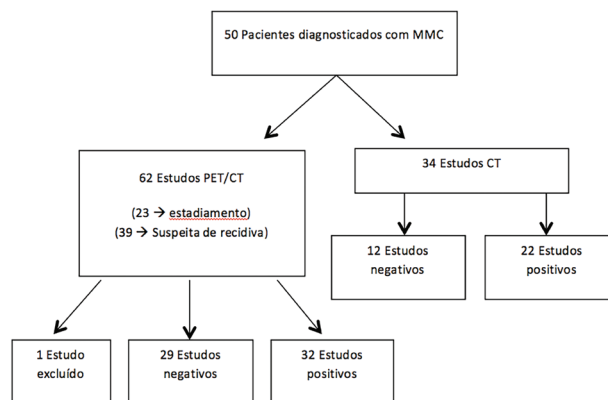 50 Pacientes diagnosticados com MMC
62 Estudos PET/CT
(23 → estadiamento)
(39 → Suspeita de recidiva)
34 Estudos CT
12 Estudos
negativos
22 Estudos
positivos
1 Estudo
excluído
29 Estudos
negativos
32 Estudos
positivos